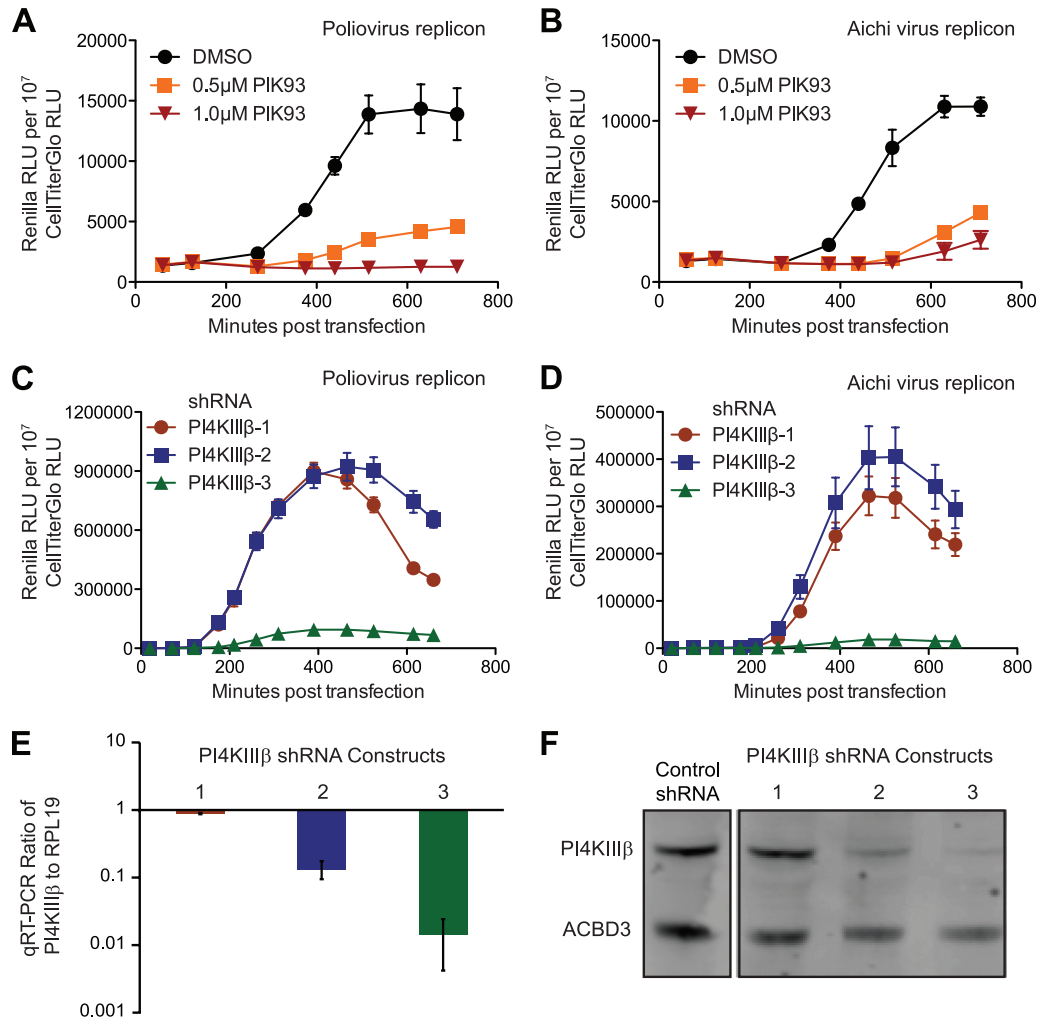 A
Poliovirus replicon
Renilla RLU per 10⁷
CellTiterGlo RLU
20000
15000
10000
5000
0
DMSO
0.5µM PIK93
1.0µM PIK93
0 200 400 600 800
Minutes post transfection
B
Aichi virus replicon
Renilla RLU per 10⁷
CellTiterGlo RLU
15000
10000
5000
0
DMSO
0.5µM PIK93
1.0µM PIK93
0 200 400 600 800
Minutes post transfection
C
Poliovirus replicon
Renilla RLU per 10⁷
CellTiterGlo RLU
1200000
900000
600000
300000
0
shRNA
PI4KIIIβ-1
PI4KIIIβ-2
PI4KIIIβ-3
0 200 400 600 800
Minutes post transfection
D
Aichi virus replicon
Renilla RLU per 10⁷
CellTiterGlo RLU
500000
400000
300000
200000
100000
0
shRNA
PI4KIIIβ-1
PI4KIIIβ-2
PI4KIIIβ-3
0 200 400 600 800
Minutes post transfection
E
PI4KIIIβ shRNA Constructs
1 2 3
qRT-PCR Ratio of
PI4KIIIβ to RPL19
10
1
0.1
0.01
0.001
F
Control
shRNA
PI4KIIIβ shRNA Constructs
1 2 3
PI4KIIIβ
ACBD3